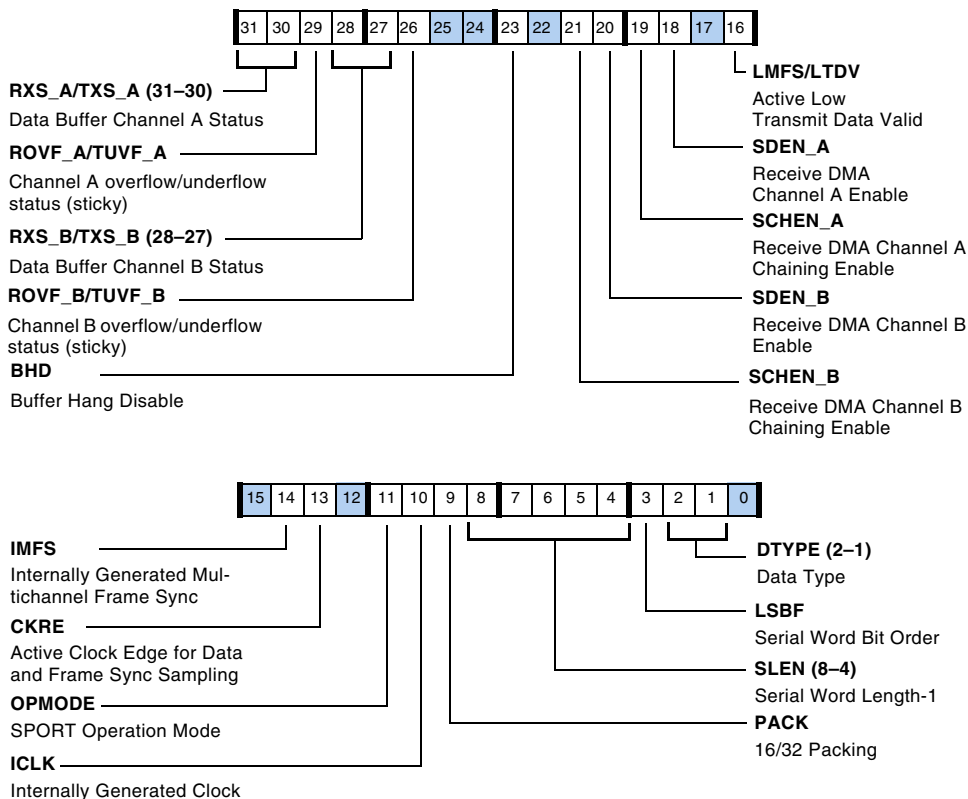 31 30 29 28 27 26 25 24 23 22 21 20 19 18 17 16
RXS_A/TXS_A (31–30)
Data Buffer Channel A Status
ROVF_A/TUVF_A
Channel A overflow/underflow
status (sticky)
RXS_B/TXS_B (28–27)
Data Buffer Channel B Status
ROVF_B/TUVF_B
Channel B overflow/underflow
status (sticky)
BHD
Buffer Hang Disable
LMFS/LTDV
Active Low
Transmit Data Valid
SDEN_A
Receive DMA
Channel A Enable
SCHEN_A
Receive DMA Channel A
Chaining Enable
SDEN_B
Receive DMA Channel B
Enable
SCHEN_B
Receive DMA Channel B
Chaining Enable
15 14 13 12 11 10 9 8 7 6 5 4 3 2 1 0
IMFS
Internally Generated Mul-
tichannel Frame Sync
CKRE
Active Clock Edge for Data
and Frame Sync Sampling
OPMODE
SPORT Operation Mode
ICLK
Internally Generated Clock
DTYPE (2–1)
Data Type
LSBF
Serial Word Bit Order
SLEN (8–4)
Serial Word Length-1
PACK
16/32 Packing